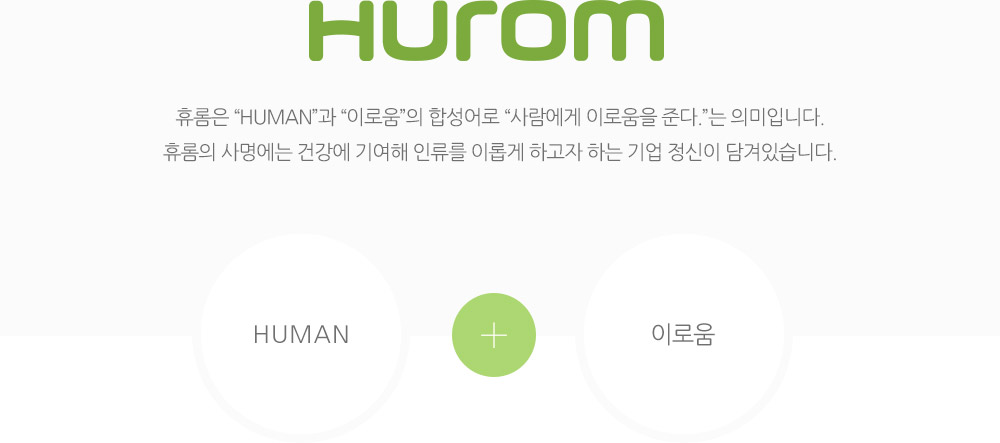 Hurom
휴롬은 “HUMAN”과 “이로움”의 합성어로 “사람에게 이로움을 준다.”는 의미입니다.
휴롬의 사명에는 건강에 기여해 인류를 이롭게 하고자 하는 기업 정신이 담겨있습니다.
HUMAN + 이로움